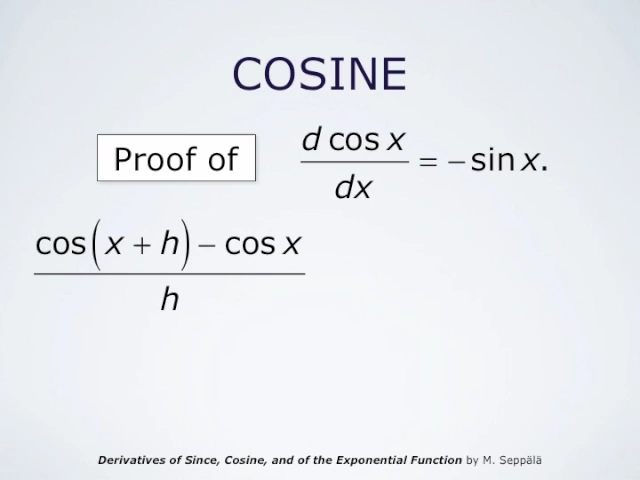 COSINE
Proof of d cos x / dx = − sin x.
cos(x + h) − cos x / h
Derivatives of Since, Cosine, and of the Exponential Function by M. Seppälä